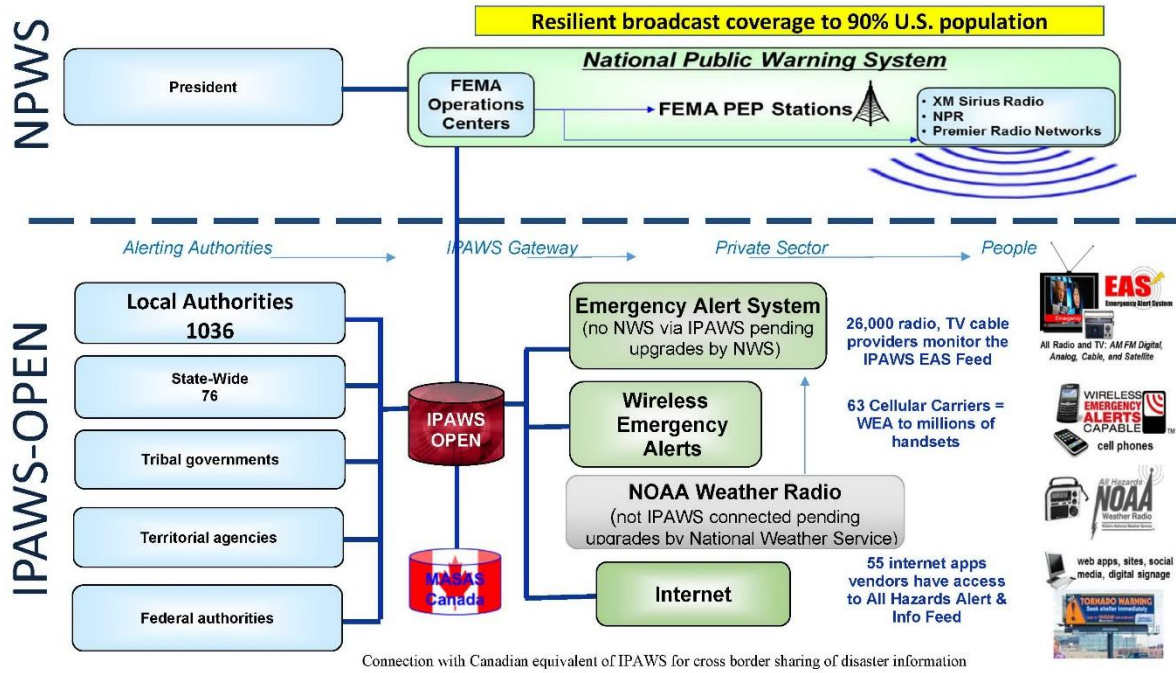 Resilient broadcast coverage to 90% U.S. population
NPWS
President
National Public Warning System
FEMA
Operations
Centers
FEMA PEP Stations
• XM Sirius Radio
• NPR
• Premier Radio Networks
IPAWS-OPEN
Alerting Authorities
IPAWS Gateway
Private Sector
People
Local Authorities
1036
State-Wide
76
Tribal governments
Territorial agencies
Federal authorities
IPAWS
OPEN
MASAS
Canada
Emergency Alert System
(no NWS via IPAWS pending
upgrades by NWS)
Wireless
Emergency
Alerts
NOAA Weather Radio
(not IPAWS connected pending
upgrades by National Weather Service)
Internet
26,000 radio, TV cable
providers monitor the
IPAWS EAS Feed
63 Cellular Carriers =
WEA to millions of
handsets
55 internet apps
vendors have access
to All Hazards Alert &
Info Feed
EAS
Emergency Alert System
Emergency
All Radio and TV: AM FM Digital,
Analog, Cable, and Satellite
WIRELESS
EMERGENCY
ALERTS
CAPABLE
TM
cell phones
All Hazards
NOAA
Weather Radio
web apps, sites, social
media, digital signage
TORNADO WARNING
Seek shelter immediately
Connection with Canadian equivalent of IPAWS for cross border sharing of disaster information